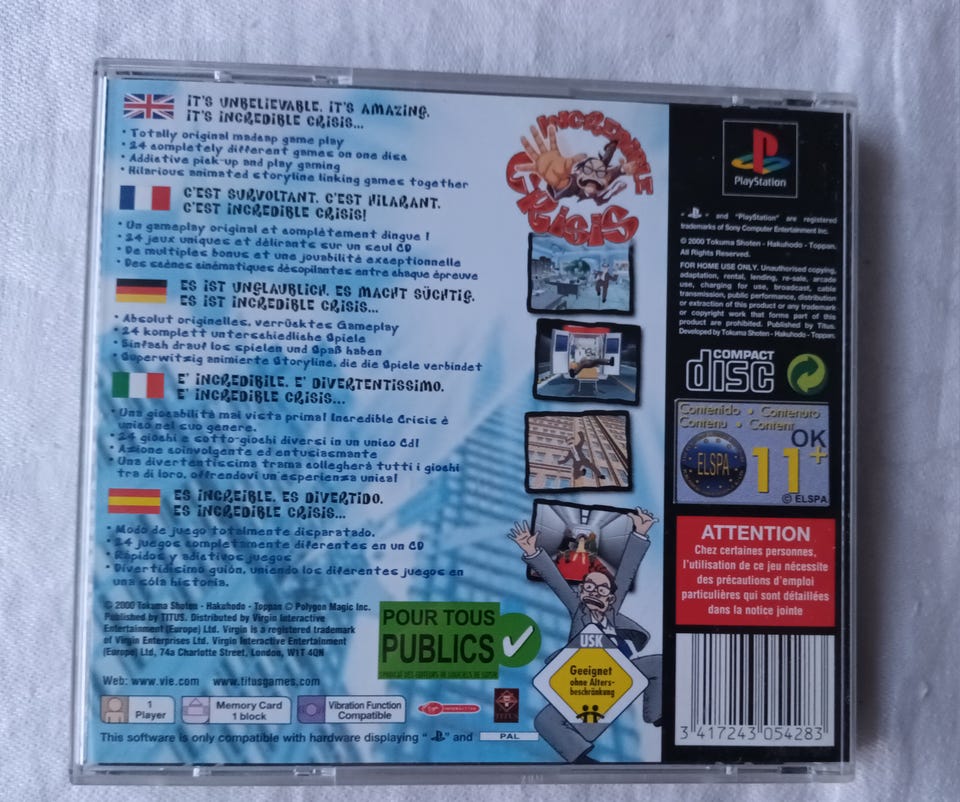 IT'S UNBELIEVABLE. IT'S AMAZING.
IT'S INCREDIBLE CRISIS...
• Totally original madcap game play
• 24 completely different games on one disc
• Addictive pick-up and play gaming
• Hilarious animated storyline linking games together
C'EST SURVOLTANT. C'EST HILARANT.
C'EST INCREDIBLE CRISIS!
• Un gameplay original et complètement dingue !
• 24 jeux uniques et délirants sur un seul CD
• De multiples bonus et une jouabilité exceptionnelle
• Des scènes cinématiques désopilantes entre chaque épreuve
ES IST UNGLAUBLICH. ES MACHT SÜCHTIG.
ES IST INCREDIBLE CRISIS...
• Absolut originelles, verrücktes Gameplay
• 24 komplett unterschiedliche Spiele
• Einfach drauf los spielen und Spaß haben
• Superwitzig animierte Storyline, die die Spiele verbindet
E' INCREDIBILE. E' DIVERTENTISSIMO.
E' INCREDIBLE CRISIS...
• Una giocabilità mai vista prima! Incredible Crisis è
unico nel suo genere.
• 24 giochi e sotto-giochi diversi in un unico Cd!
• Azione coinvolgente ed entusiasmante
• Una divertentissima trama collegherà tutti i giochi
tra di loro, offrendovi un esperienza unica!
ES INCREÍBLE. ES DIVERTIDO.
ES INCREDIBLE CRISIS...
• Modo de juego totalmente disparatado.
• 24 juegos completamente diferentes en un CD
• Rápidos y adictivos juegos
• Divertidísimo guión, uniendo los diferentes juegos en
una sóla historia.
© 2000 Tokuma Shoten - Hakuhodo - Toppan © Polygon Magic Inc.
Published by TITUS. Distributed by Virgin Interactive
Entertainment (Europe) Ltd. Virgin is a registered trademark
of Virgin Enterprises Ltd. Virgin Interactive Entertainment
(Europe) Ltd, 74a Charlotte Street, London, W1T 4QN
Web: www.vie.com www.titusgames.com
1
Player
Memory Card
1 block
Vibration Function
Compatible
Virgin INTERACTIVE
TITUS
This software is only compatible with hardware displaying " " and PAL
POUR TOUS
PUBLICS
SYNDICAT DES EDITEURS DE LOGICIELS DE LOISIR
INCREDIBLE
CRISIS
USK
Geeignet
ohne Alters-
beschränkung
PlayStation
" " and "PlayStation" are registered
trademarks of Sony Computer Entertainment Inc.
© 2000 Tokuma Shoten - Hakuhodo - Toppan.
All Rights Reserved.
FOR HOME USE ONLY. Unauthorised copying,
adaptation, rental, lending, re-sale, arcade
use, charging for use, broadcast, cable
transmission, public performance, distribution
or extraction of this product or any trademark
or copyright work that forms part of this
product are prohibited. Published by Titus.
Developed by Tokuma Shoten - Hakuhodo - Toppan.
COMPACT
disc
Contenido • Contenuto
Contenu • Content
ELSPA
OK
11+
© ELSPA
ATTENTION
Chez certaines personnes,
l'utilisation de ce jeu nécessite
des précautions d'emploi
particulières qui sont détaillées
dans la notice jointe
3 417243 054283